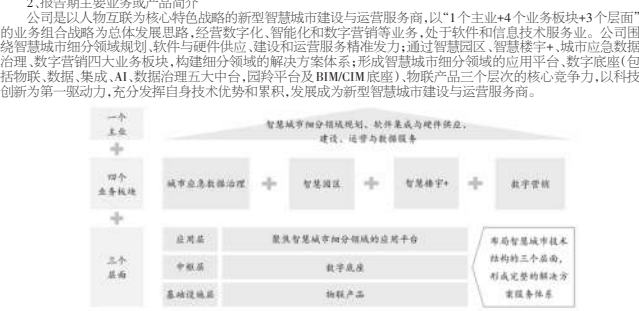 2、报告期主要业务或产品简介
公司是以人物互联为核心特色战略的新型智慧城市建设与运营服务商,以“1个主业+4个业务板块+3个层面”
的业务组合战略为总体发展思路,经营数字化、智能化和数字营销等业务,处于软件和信息技术服务业。公司围
绕智慧城市细分领域规划、软件与硬件供应、建设和运营服务精准发力;通过智慧园区、智慧楼宇+、城市应急数据
治理、数字营销四大业务板块,构建细分领域的解决方案体系;形成智慧城市细分领域的应用平台、数字底座(包
括物联、数据、集成、AI、数据治理五大中台,园羚平台及BIM/CIM底座)、物联产品三个层次的核心竞争力,以科技
创新为第一驱动力,充分发挥自身技术优势和累积,发展成为新型智慧城市建设与运营服务商。
一个
主业
智慧城市细分领域规划、软件集成与硬件供应、
建设、运营与数据服务
四个
业务板块
城市应急数据治理
智慧园区
智慧楼宇+
数字营销
三个
层面
应用层
聚焦智慧城市细分领域的应用平台
中枢层
数字底座
基础设施层
物联产品
布局智慧城市技术
结构的三个层面,
形成完整的解决方
案服务体系